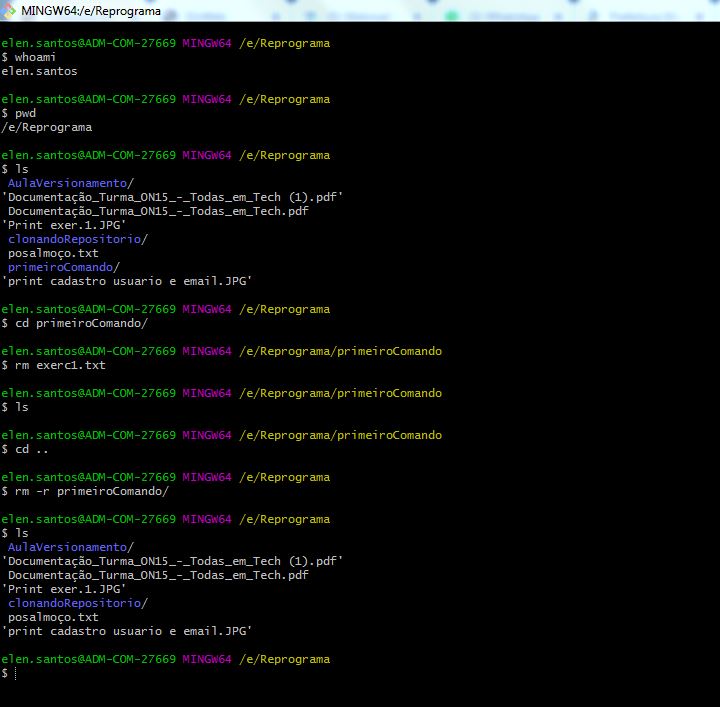 MINGW64:/e/Reprograma
elen.santos@ADM-COM-27669 MINGW64 /e/Reprograma
$ whoami
elen.santos
elen.santos@ADM-COM-27669 MINGW64 /e/Reprograma
$ pwd
/e/Reprograma
elen.santos@ADM-COM-27669 MINGW64 /e/Reprograma
$ ls
AulaVersionamento/
'Documentação_Turma_ON15_-_Todas_em_Tech (1).pdf'
Documentação_Turma_ON15_-_Todas_em_Tech.pdf
'Print exer.1.JPG'
clonandoRepositorio/
posalmoço.txt
primeiroComando/
'print cadastro usuario e email.JPG'
elen.santos@ADM-COM-27669 MINGW64 /e/Reprograma
$ cd primeiroComando/
elen.santos@ADM-COM-27669 MINGW64 /e/Reprograma/primeiroComando
$ rm exerc1.txt
elen.santos@ADM-COM-27669 MINGW64 /e/Reprograma/primeiroComando
$ ls
elen.santos@ADM-COM-27669 MINGW64 /e/Reprograma/primeiroComando
$ cd ..
elen.santos@ADM-COM-27669 MINGW64 /e/Reprograma
$ rm -r primeiroComando/
elen.santos@ADM-COM-27669 MINGW64 /e/Reprograma
$ ls
AulaVersionamento/
'Documentação_Turma_ON15_-_Todas_em_Tech (1).pdf'
Documentação_Turma_ON15_-_Todas_em_Tech.pdf
'Print exer.1.JPG'
clonandoRepositorio/
posalmoço.txt
'print cadastro usuario e email.JPG'
elen.santos@ADM-COM-27669 MINGW64 /e/Reprograma
$